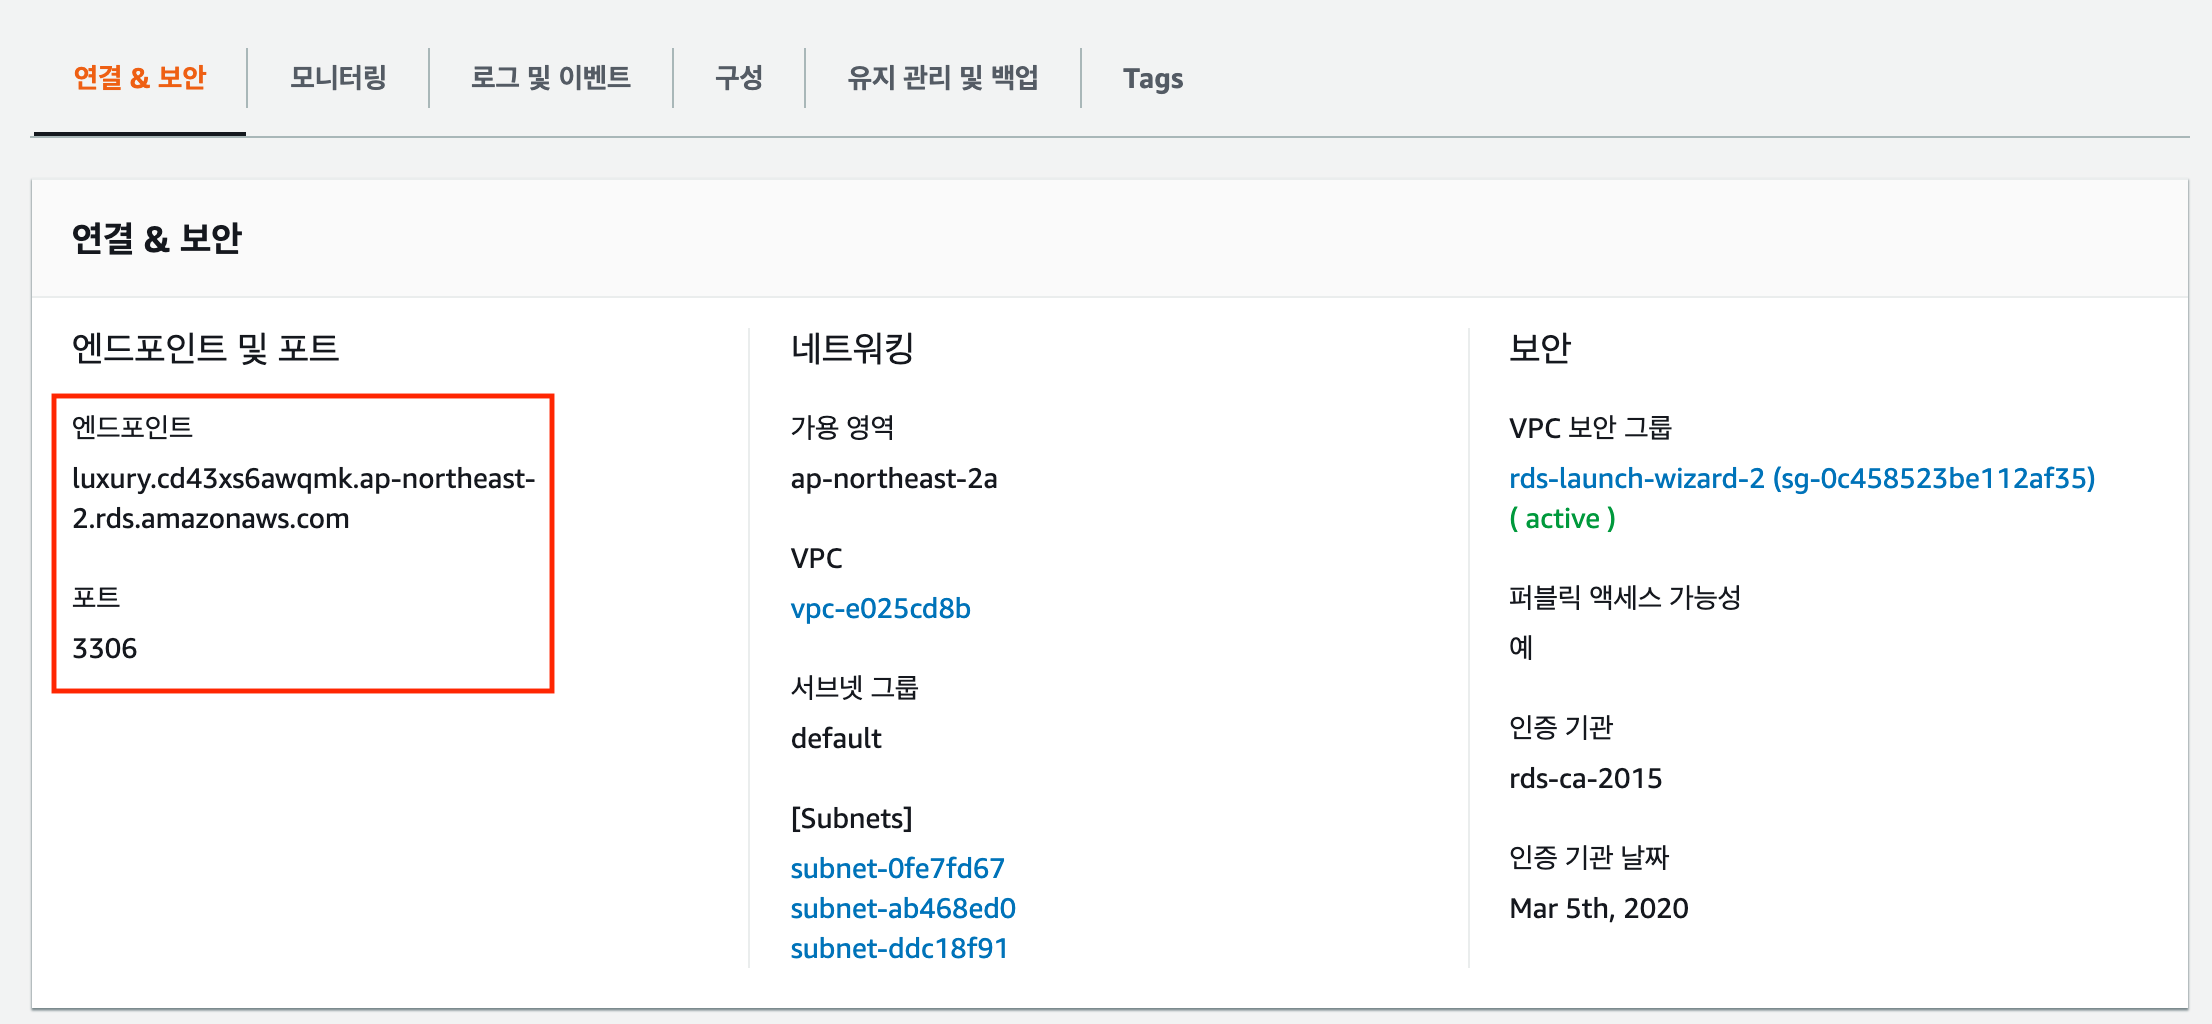 연결 & 보안
모니터링
로그 및 이벤트
구성
유지 관리 및 백업
Tags
연결 & 보안
엔드포인트 및 포트
엔드포인트
luxury.cd43xs6awqmk.ap-northeast-
2.rds.amazonaws.com
포트
3306
네트워킹
가용 영역
ap-northeast-2a
VPC
vpc-e025cd8b
서브넷 그룹
default
[Subnets]
subnet-0fe7fd67
subnet-ab468ed0
subnet-ddc18f91
보안
VPC 보안 그룹
rds-launch-wizard-2 (sg-0c458523be112af35)
( active )
퍼블릭 액세스 가능성
예
인증 기관
rds-ca-2015
인증 기관 날짜
Mar 5th, 2020